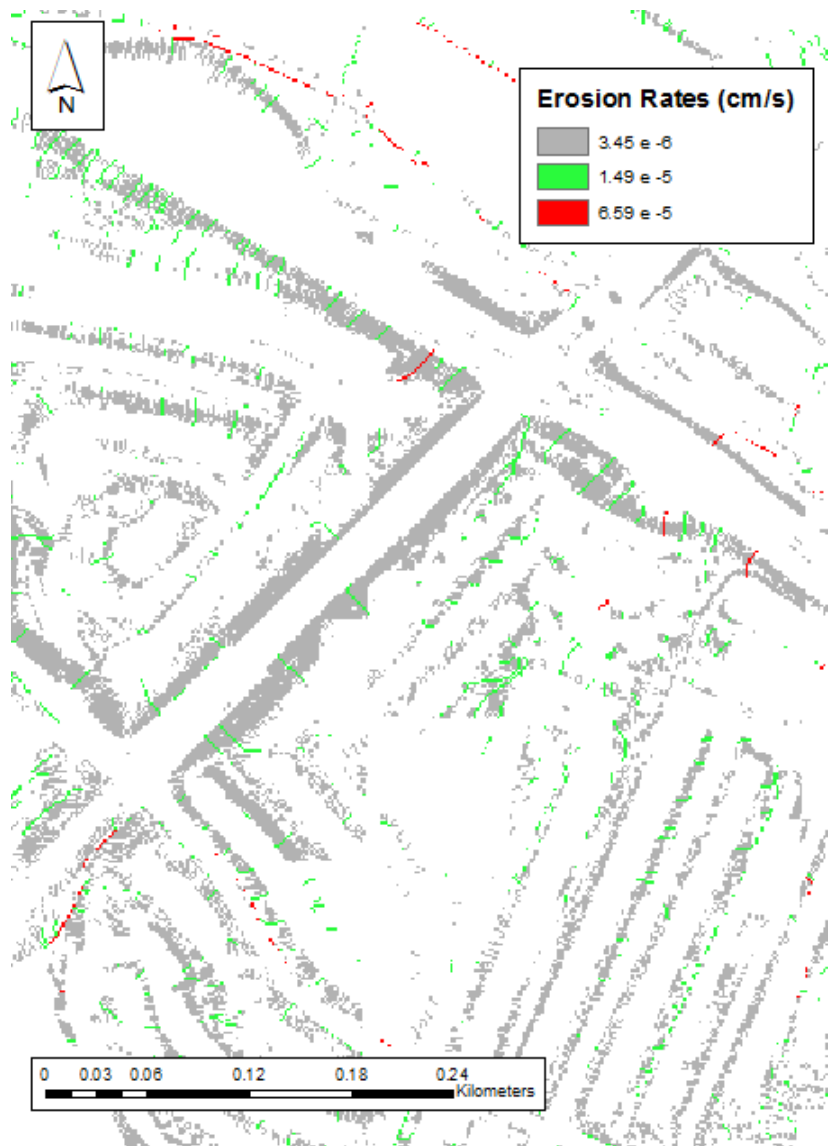 N
Erosion Rates (cm/s)
3.45 e -6
1.49 e -5
6.59 e -5
0 0.03 0.06 0.12 0.18 0.24
Kilometers